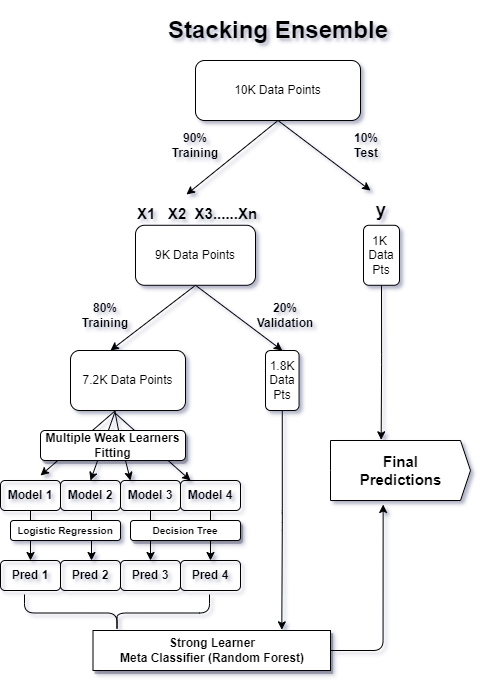 Stacking Ensemble
10K Data Points
90%
Training
10%
Test
X1 X2 X3......Xn
y
9K Data Points
1K
Data
Pts
80%
Training
20%
Validation
7.2K Data Points
1.8K
Data
Pts
Multiple Weak Learners
Fitting
Final
Predictions
Model 1 Model 2 Model 3 Model 4
Logistic Regression Decision Tree
Pred 1 Pred 2 Pred 3 Pred 4
Strong Learner
Meta Classifier (Random Forest)